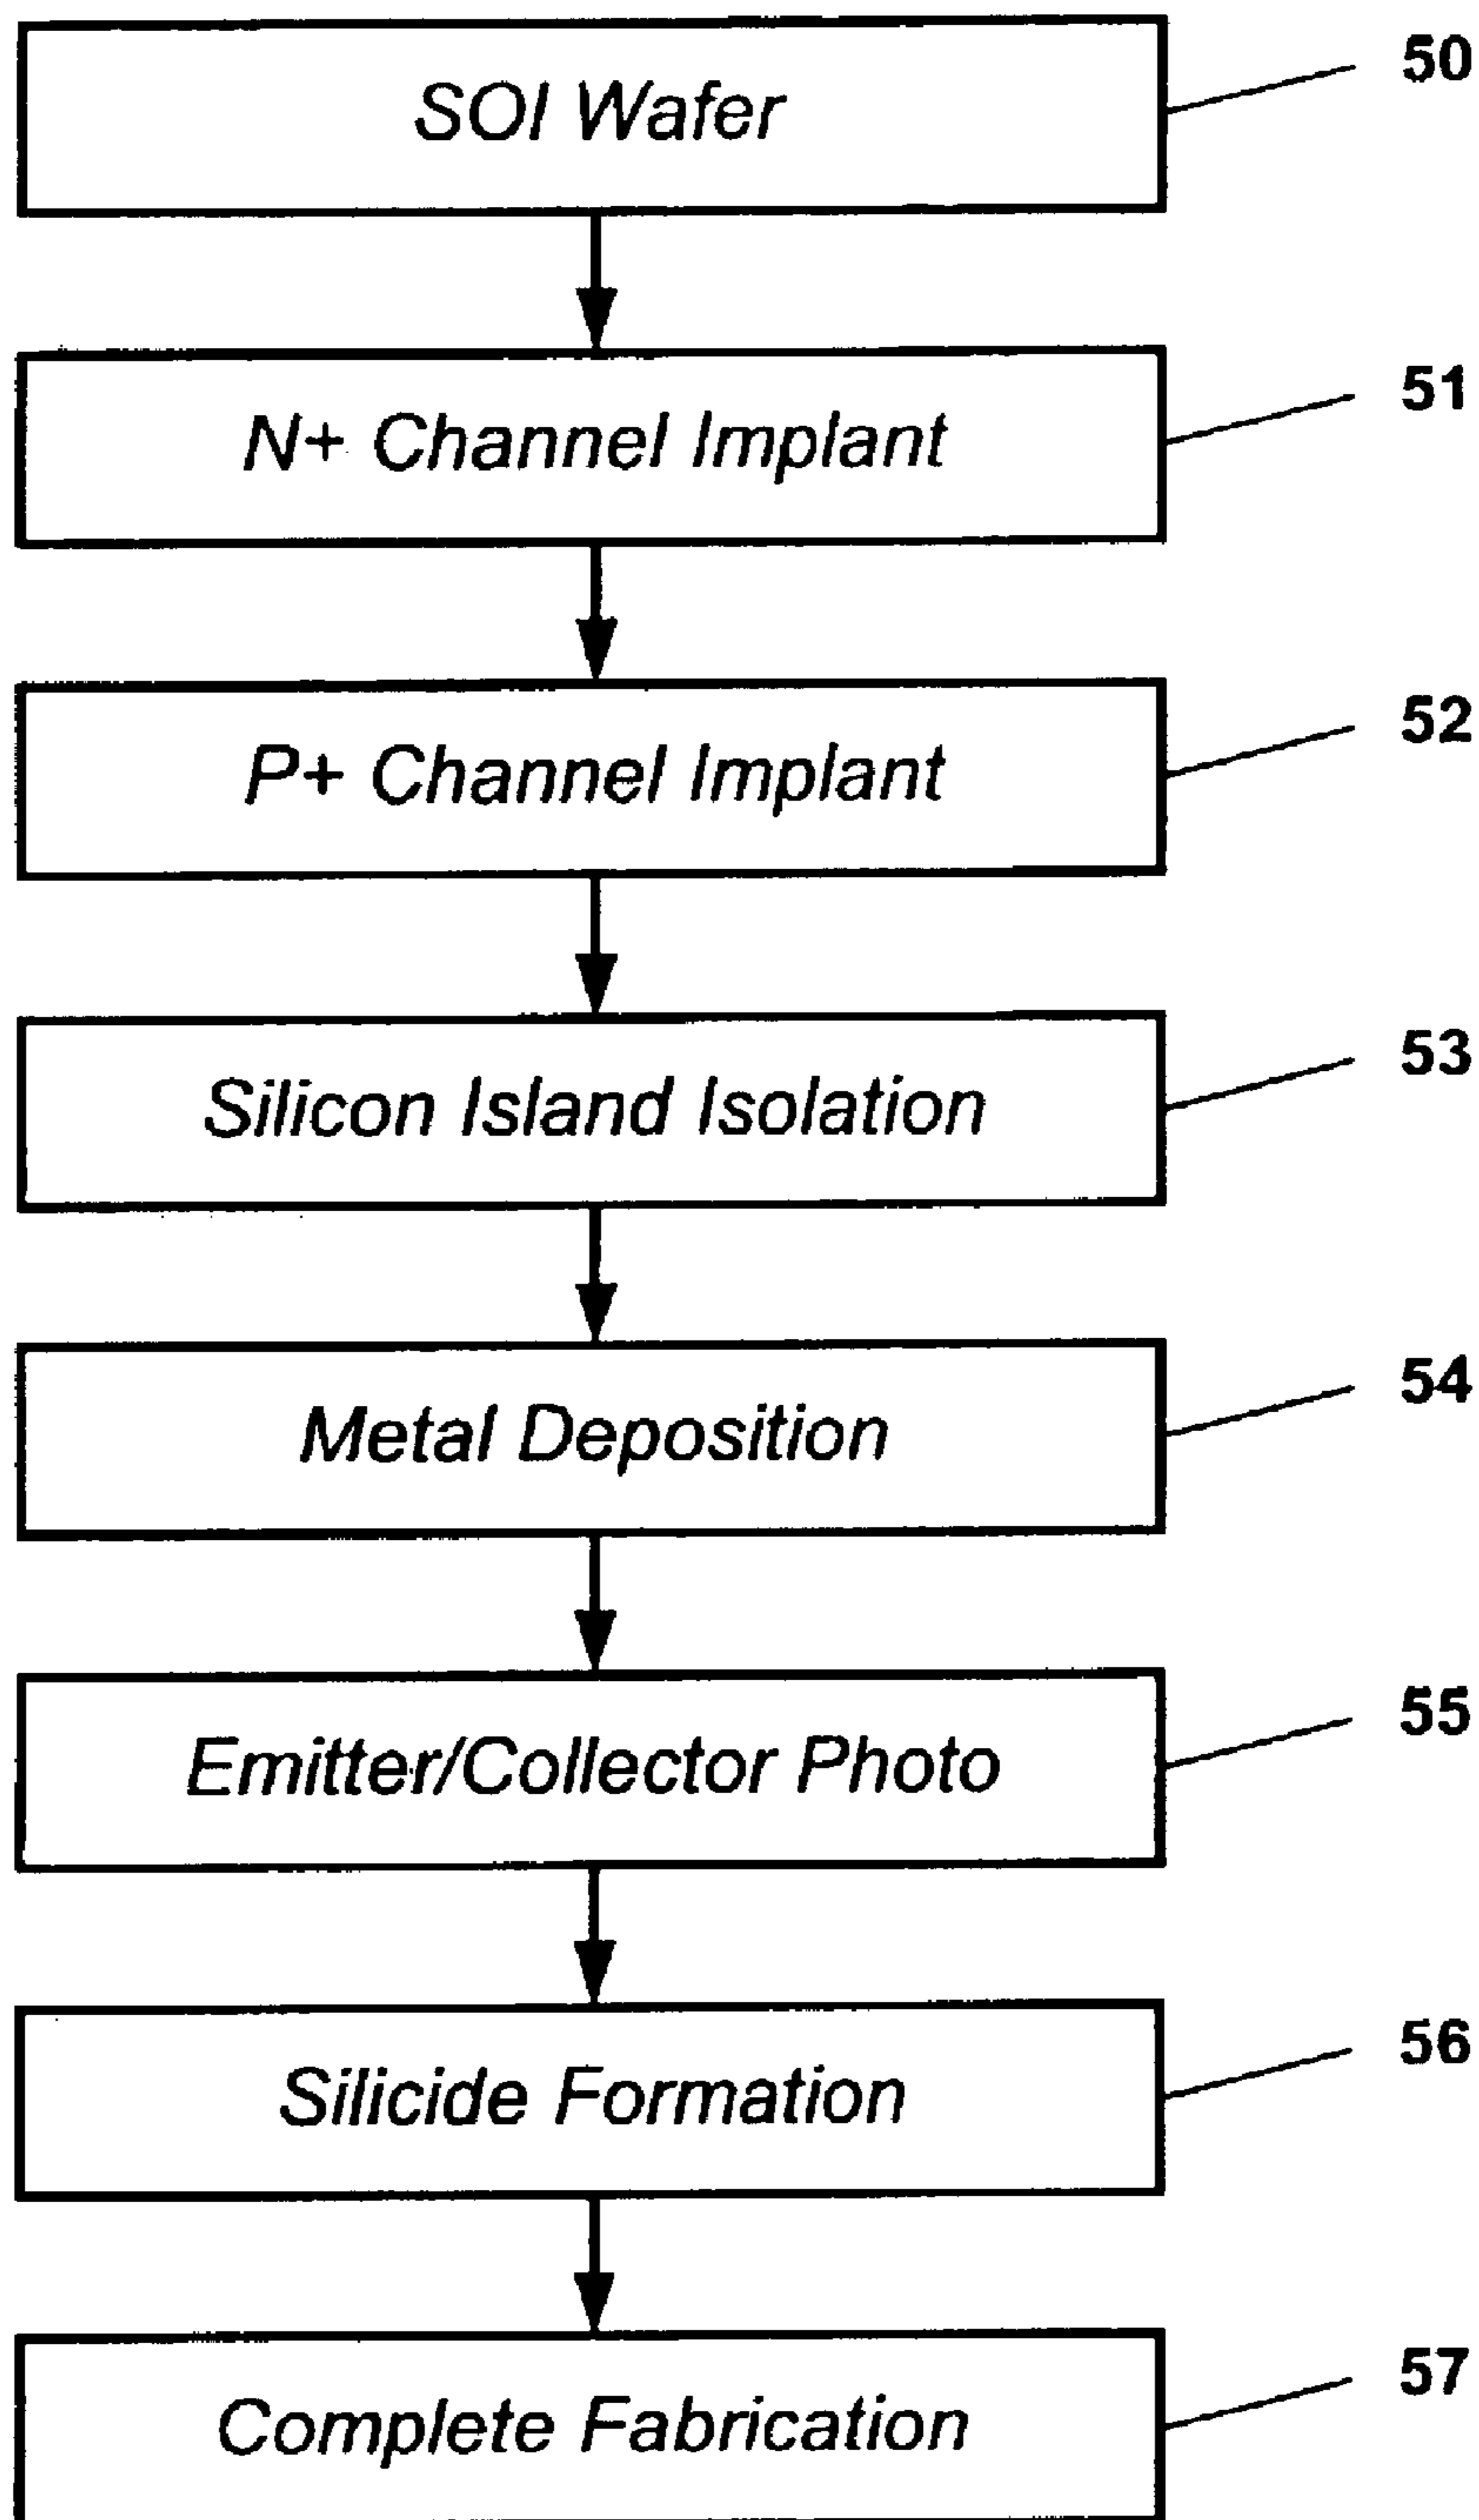 SOI Wafer 50
N+ Channel Implant 51
P+ Channel Implant 52
Silicon Island Isolation 53
Metal Deposition 54
Emitter/Collector Photo 55
Silicide Formation 56
Complete Fabrication 57